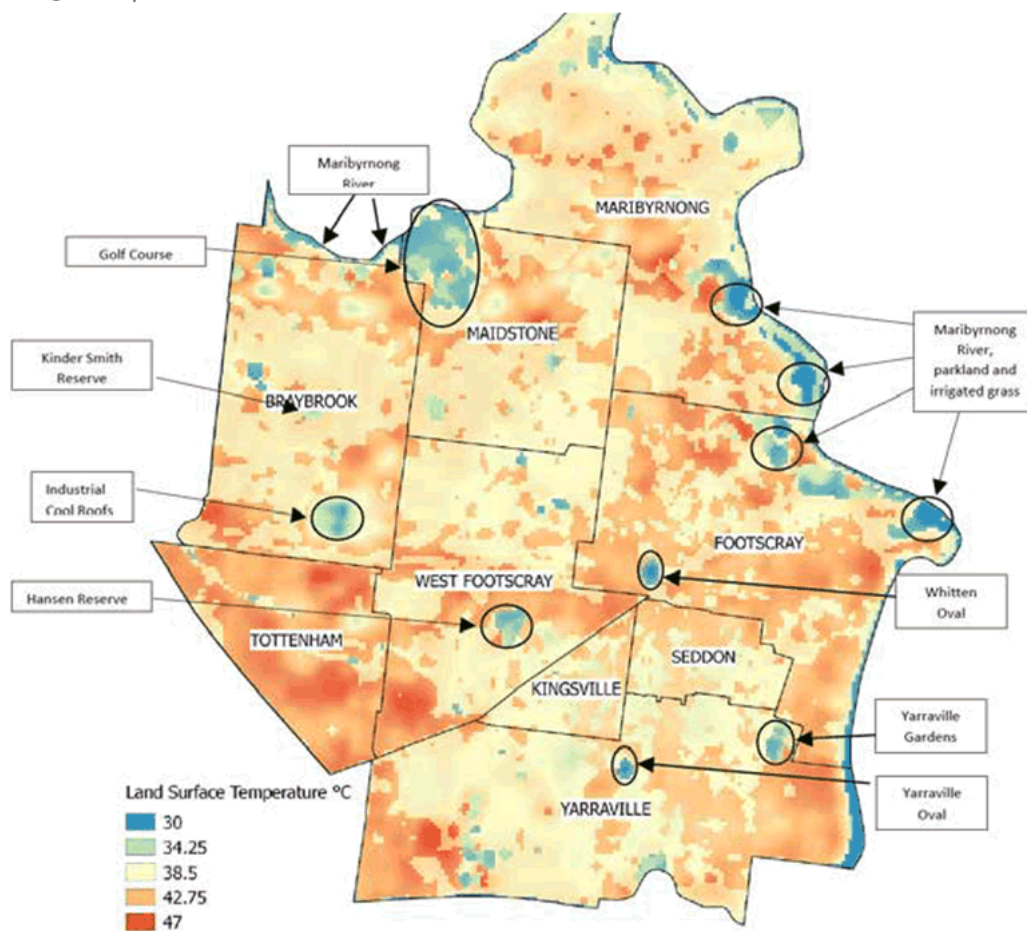 Maribyrnong
River
MARIBYRNONG
Golf Course
MAIDSTONE
Maribyrnong
River,
parkland and
irrigated grass
Kinder Smith
Reserve
BRAYBROOK
Industrial
Cool Roofs
FOOTSCRAY
WEST FOOTSCRAY
Hansen Reserve
Whitten
Oval
TOTTENHAM
SEDDON
KINGSVILLE
Yarraville
Gardens
Land Surface Temperature °C
30
34.25
38.5
42.75
47
YARRAVILLE
Yarraville
Oval